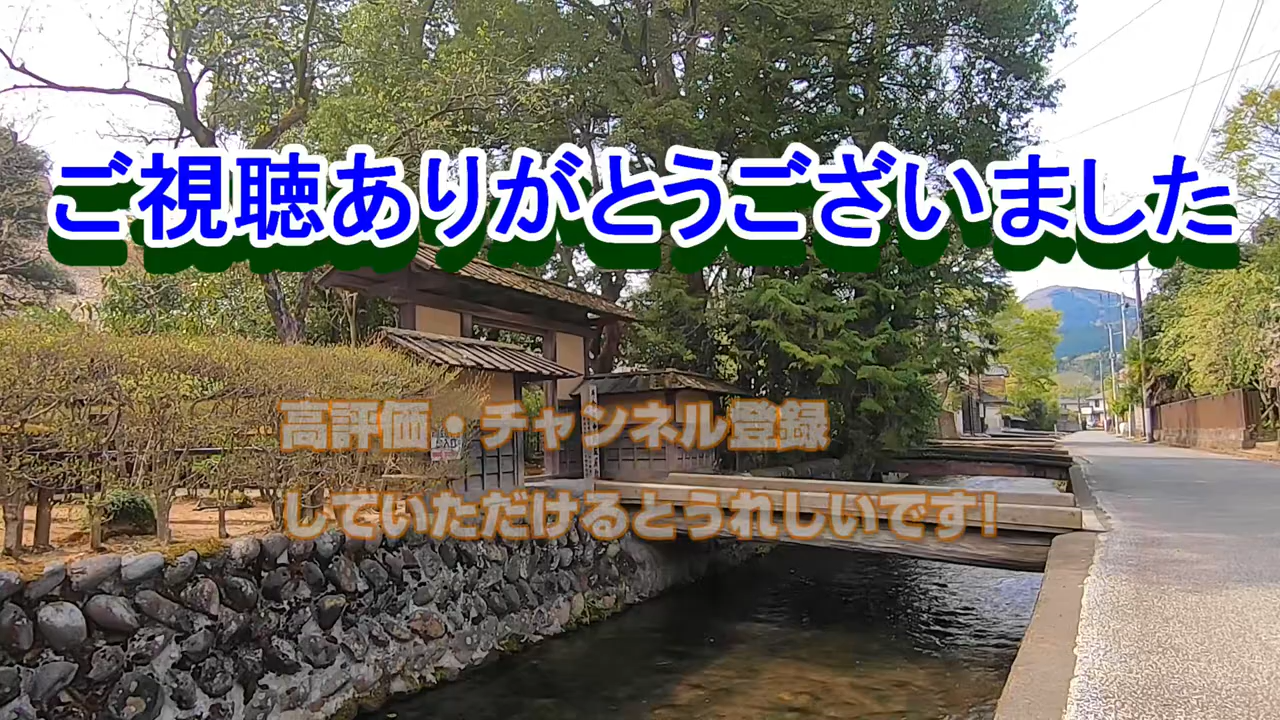 ご視聴ありがとうございました
高評価・チャンネル登録
していただけるとうれしいです!